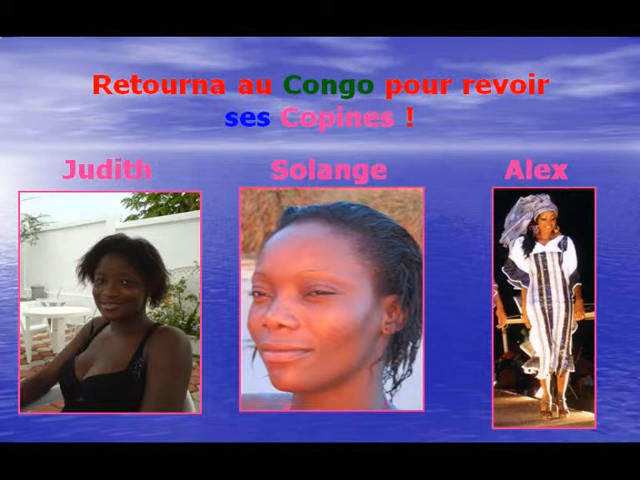 Retourna au Congo pour revoir
ses Copines !
Judith Solange Alex